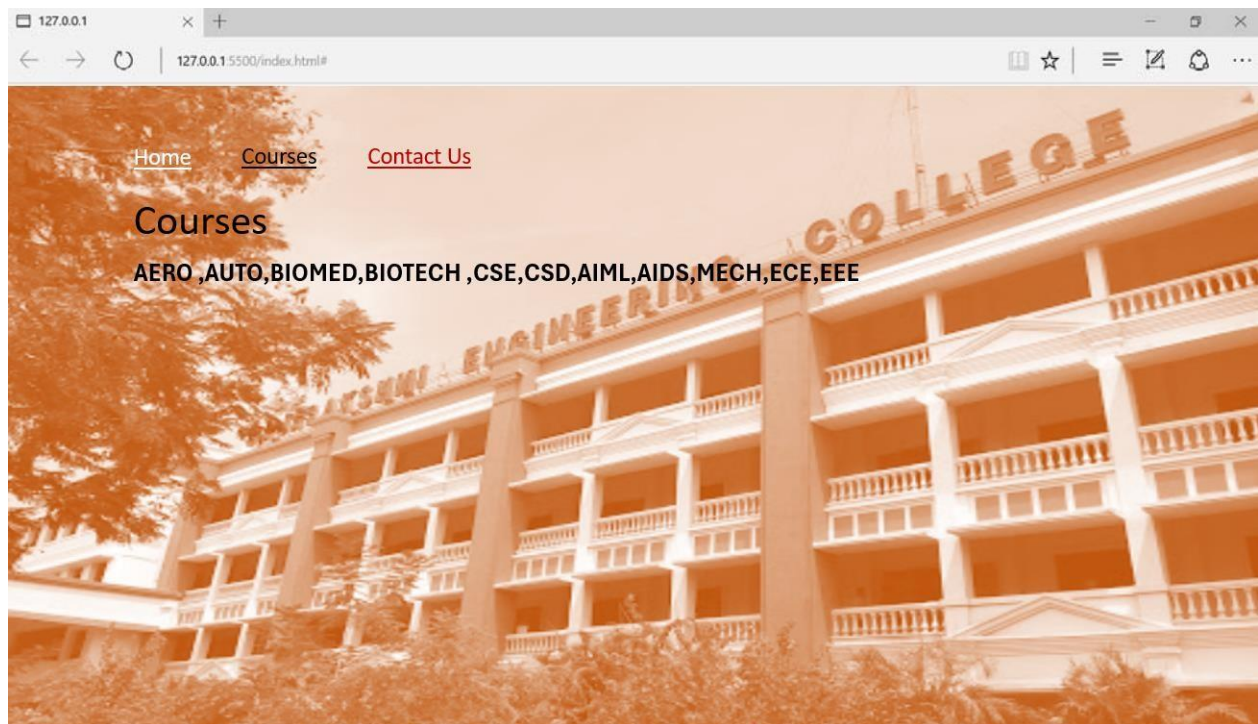 127.0.0.1
127.0.0.1:5500/index.html#
Home Courses Contact Us
Courses
AERO ,AUTO,BIOMED,BIOTECH ,CSE,CSD,AIML,AIDS,MECH,ECE,EEE
ENGINEERING COLLEGE